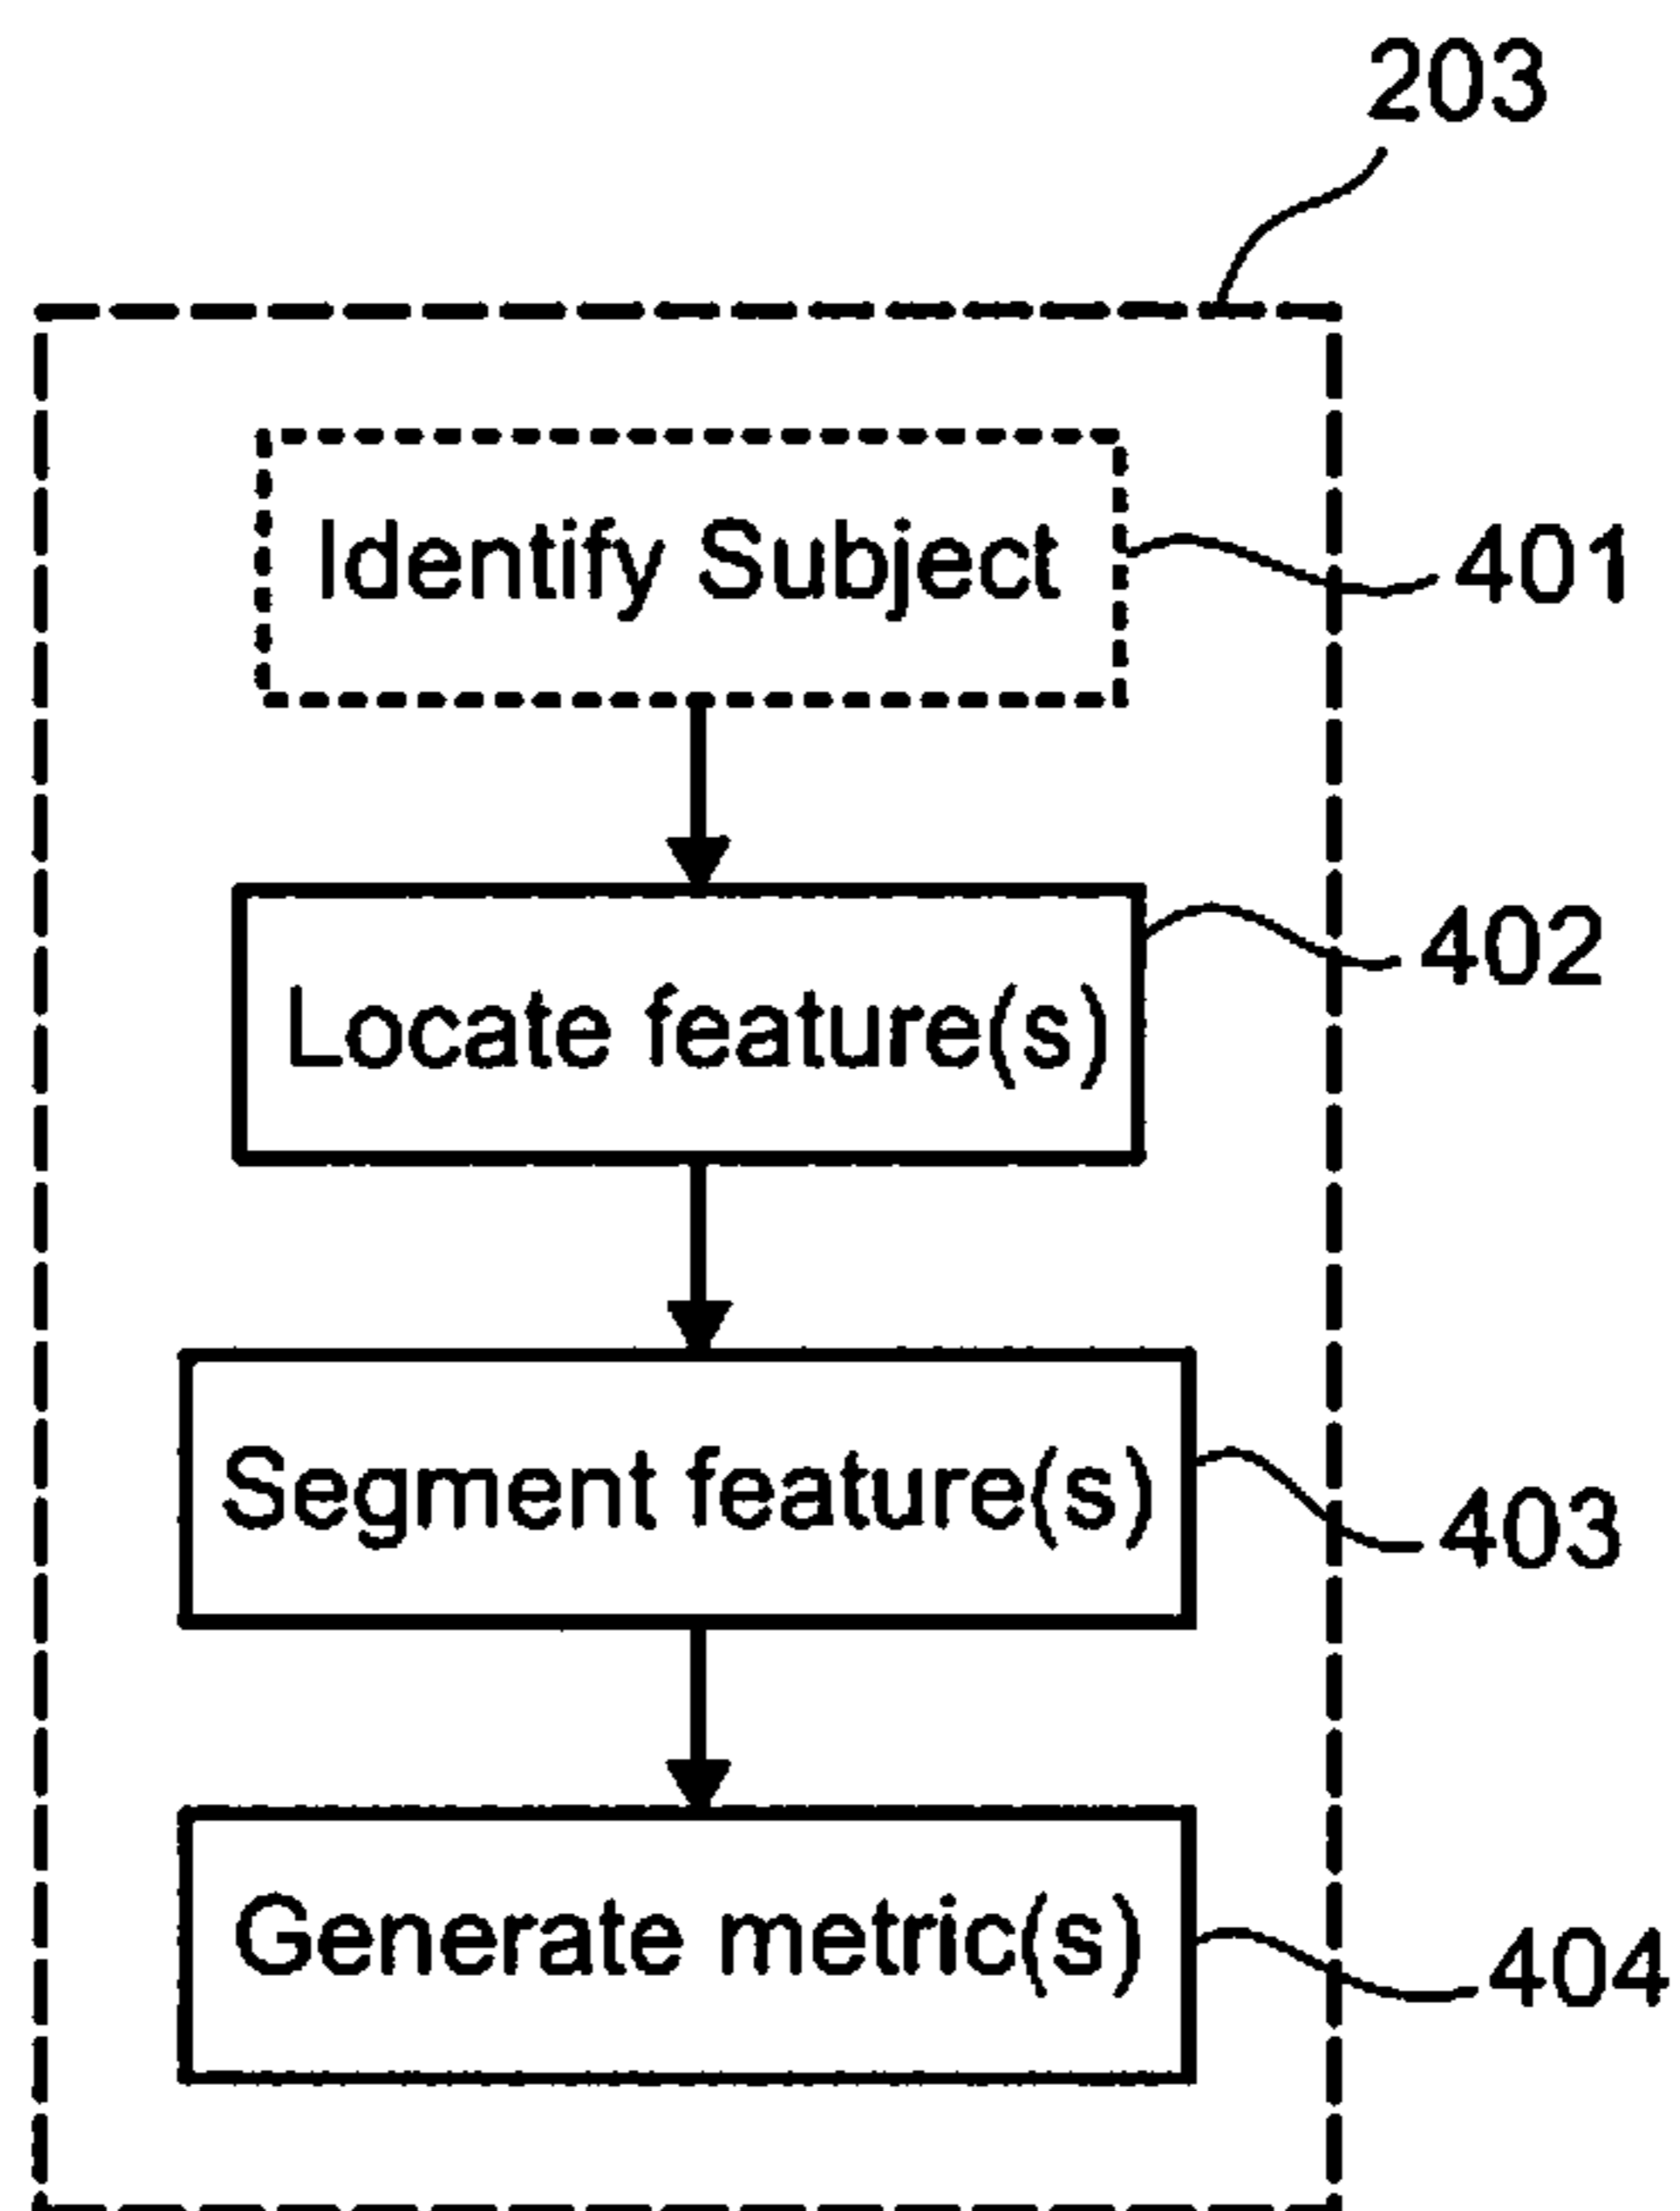 203
Identify Subject
401
Locate feature(s)
402
Segment feature(s)
403
Generate metric(s)
404